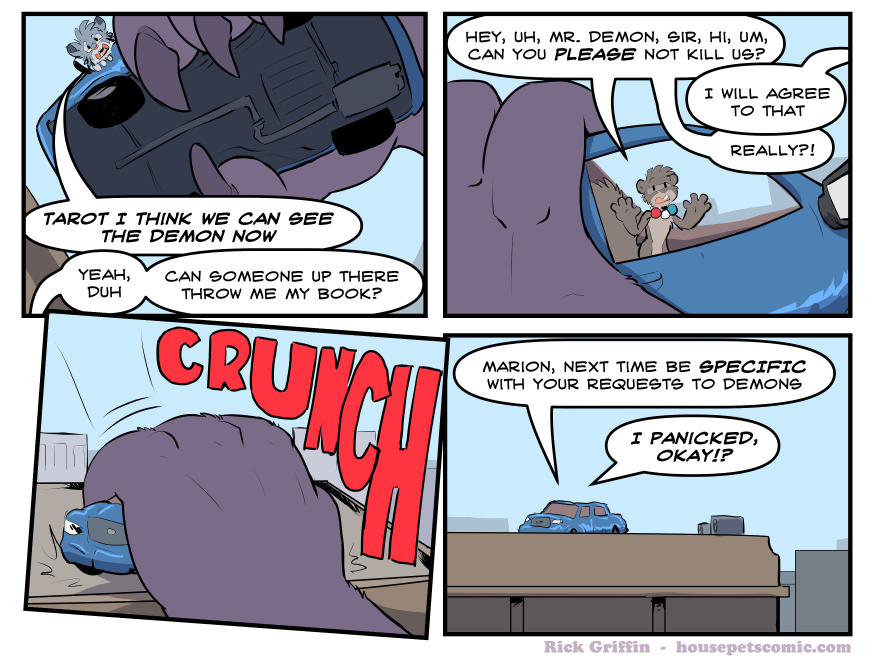 TAROT I THINK WE CAN SEE
THE DEMON NOW
YEAH,
DUH
CAN SOMEONE UP THERE
THROW ME MY BOOK?
HEY, UH, MR. DEMON, SIR, HI, UM,
CAN YOU PLEASE NOT KILL US?
I WILL AGREE
TO THAT
REALLY?!
CRUNCH
MARION, NEXT TIME BE SPECIFIC
WITH YOUR REQUESTS TO DEMONS
I PANICKED,
OKAY!?
Rick Griffin - housepetscomic.com